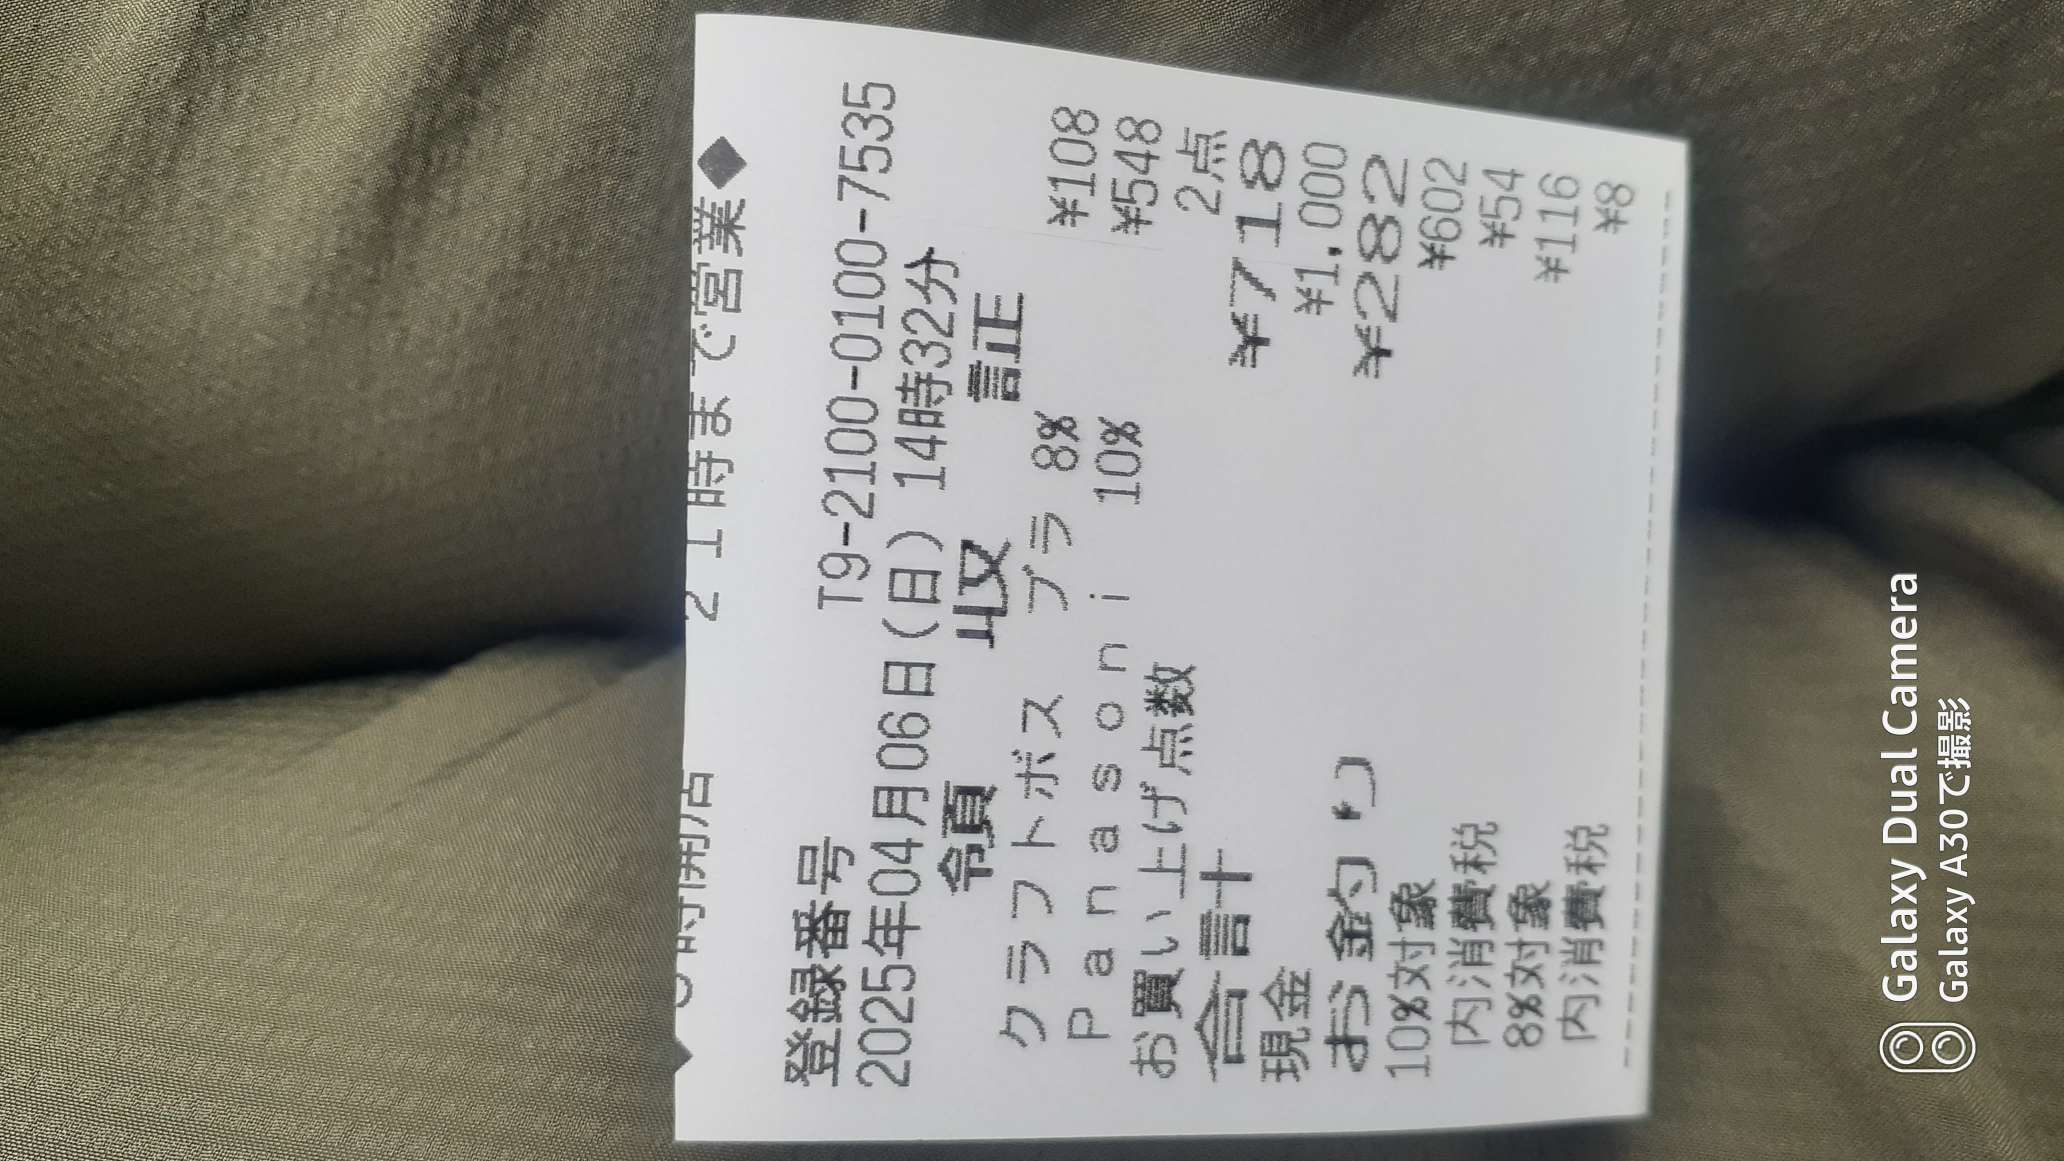 ◆ 時開店 21時まで営業◆
登録番号 T9-2100-0100-7535
2025年04月06日(日) 14時32分
領 収 証
クラフトボス ブラ 8% ¥108
Panasoni 10% ¥548
お買い上げ点数 2点
合計 ¥718
現金 ¥1,000
お釣り ¥282
10%対象 ¥602
内消費税 ¥54
8%対象 ¥116
内消費税 ¥8
Galaxy Dual Camera
Galaxy A30で撮影